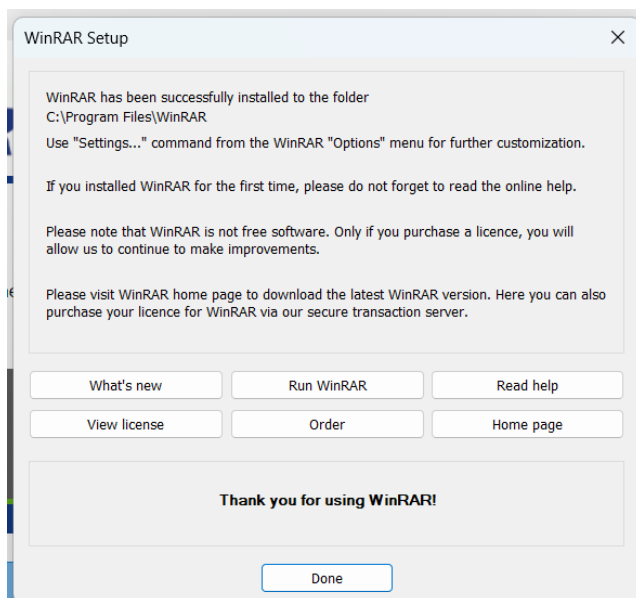 WinRAR Setup
WinRAR has been successfully installed to the folder
C:\Program Files\WinRAR
Use "Settings..." command from the WinRAR "Options" menu for further customization.
If you installed WinRAR for the first time, please do not forget to read the online help.
Please note that WinRAR is not free software. Only if you purchase a licence, you will
allow us to continue to make improvements.
Please visit WinRAR home page to download the latest WinRAR version. Here you can also
purchase your licence for WinRAR via our secure transaction server.
What's new
Run WinRAR
Read help
View license
Order
Home page
Thank you for using WinRAR!
Done